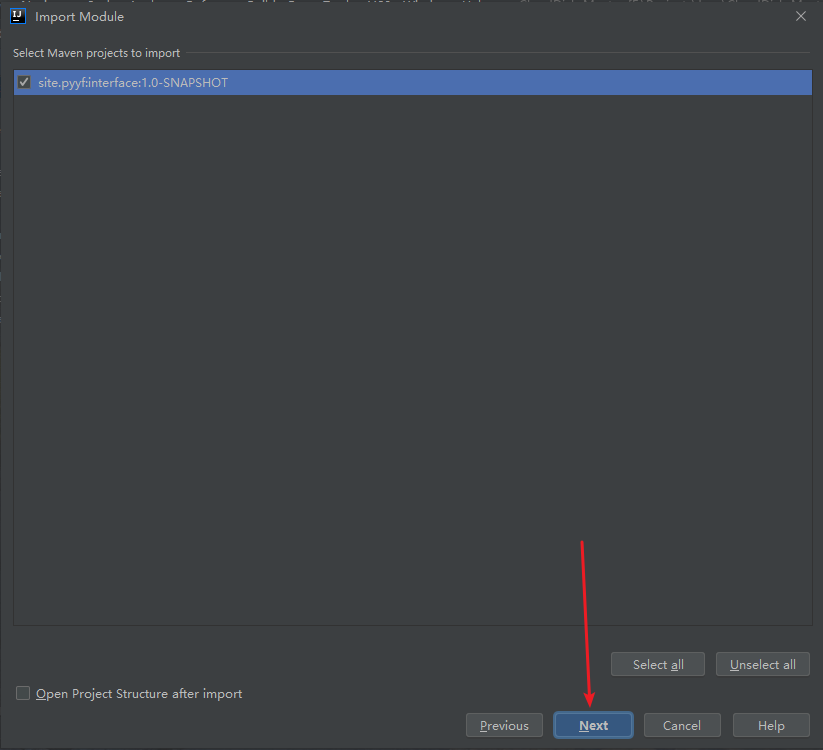 IJ
Import Module
Select Maven projects to import
site.pyyf:interface:1.0-SNAPSHOT
Select all
Unselect all
Open Project Structure after import
Previous
Next
Cancel
Help